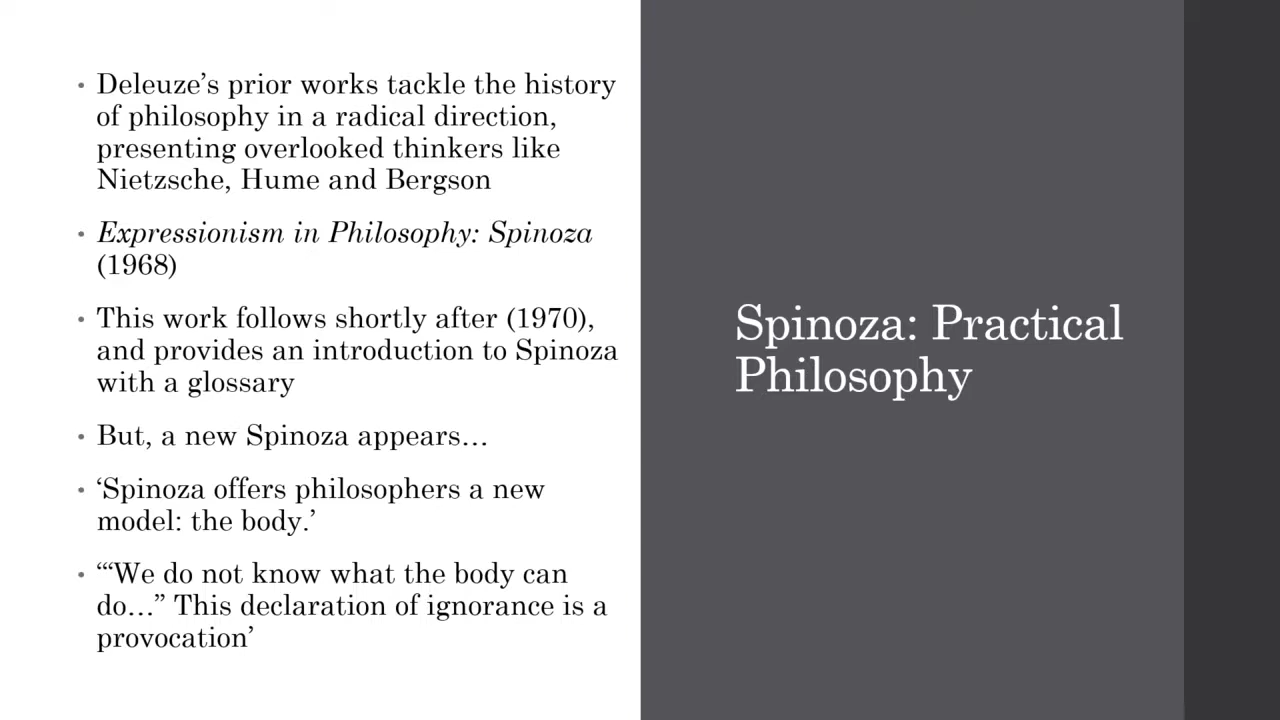 • Deleuze’s prior works tackle the history
of philosophy in a radical direction,
presenting overlooked thinkers like
Nietzsche, Hume and Bergson
• Expressionism in Philosophy: Spinoza
(1968)
• This work follows shortly after (1970),
and provides an introduction to Spinoza
with a glossary
• But, a new Spinoza appears…
• ‘Spinoza offers philosophers a new
model: the body.’
• “‘We do not know what the body can
do…” This declaration of ignorance is a
provocation’
Spinoza: Practical
Philosophy